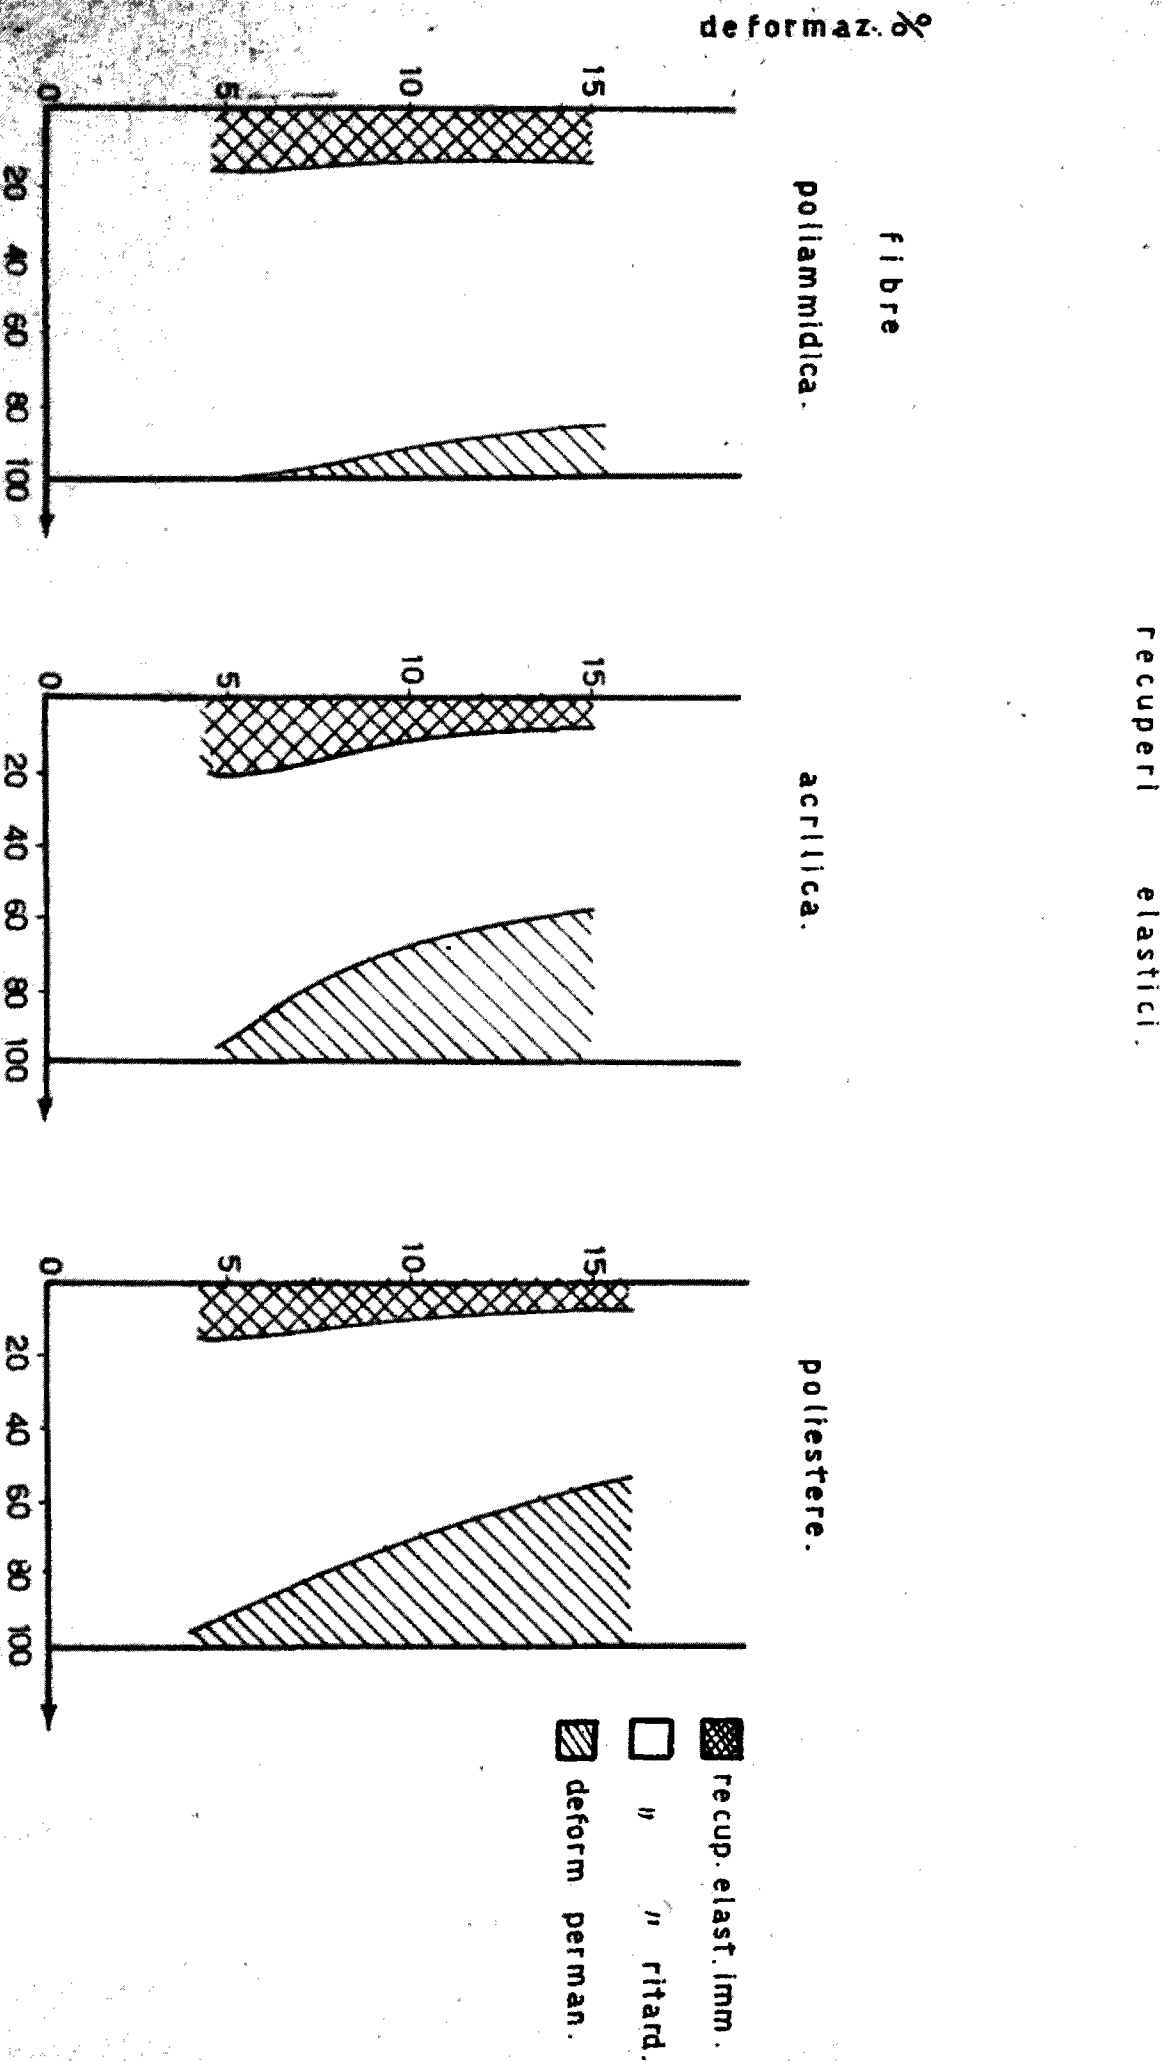 recuperi elastici.
fibre
poliammidica.
acrilica.
poliestere.
deformaz. %
15
10
5
0
20 40 60 80 100
15
10
5
0
20 40 60 80 100
15
10
5
0
20 40 60 80 100
recup. elast. imm.
" " ritard.
deform perman.